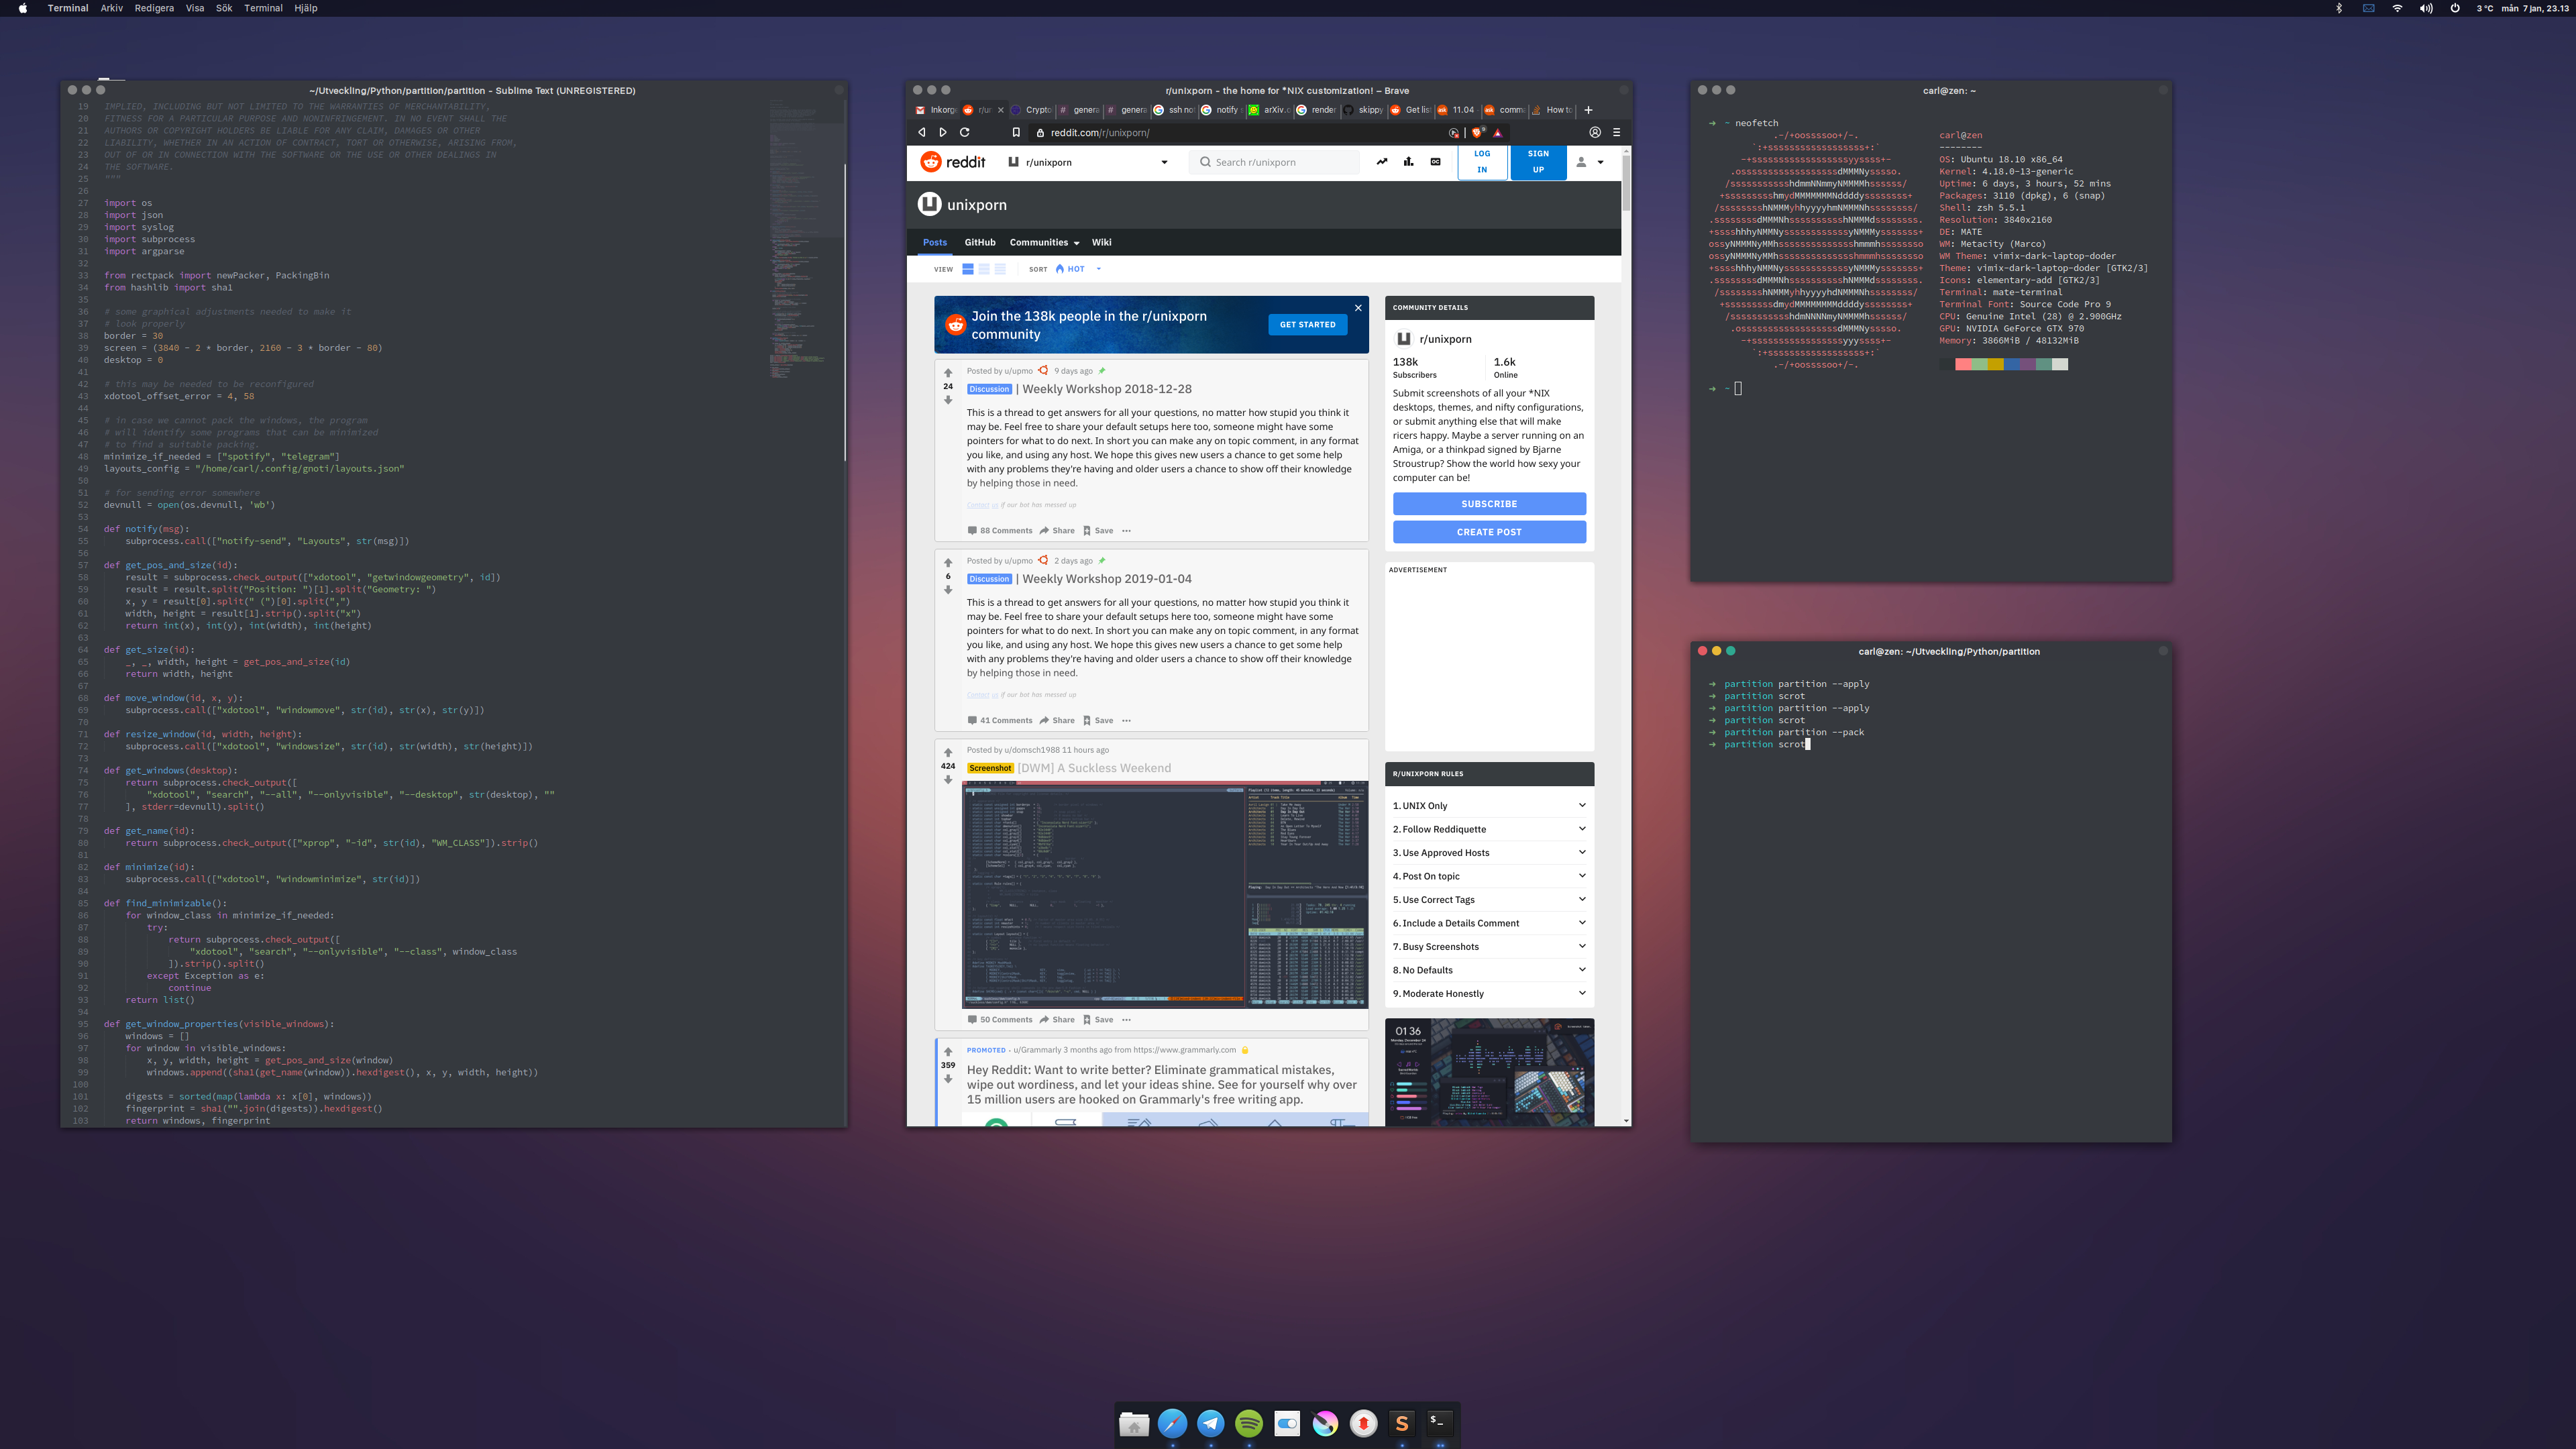 Terminal Arkiv Redigera Visa Sök Terminal Hjälp
3 °C mån 7 jan, 23.13
~/Utveckling/Python/partition/partition - Sublime Text (UNREGISTERED)
19 IMPLIED, INCLUDING BUT NOT LIMITED TO THE WARRANTIES OF MERCHANTABILITY,
20 FITNESS FOR A PARTICULAR PURPOSE AND NONINFRINGEMENT. IN NO EVENT SHALL THE
21 AUTHORS OR COPYRIGHT HOLDERS BE LIABLE FOR ANY CLAIM, DAMAGES OR OTHER
22 LIABILITY, WHETHER IN AN ACTION OF CONTRACT, TORT OR OTHERWISE, ARISING FROM,
23 OUT OF OR IN CONNECTION WITH THE SOFTWARE OR THE USE OR OTHER DEALINGS IN
24 THE SOFTWARE.
25 """
26
27 import os
28 import json
29 import syslog
30 import subprocess
31 import argparse
32
33 from rectpack import newPacker, PackingBin
34 from hashlib import sha1
35
36 # some graphical adjustments needed to make it
37 # look properly
38 border = 30
39 screen = (3840 - 2 * border, 2160 - 3 * border - 80)
40 desktop = 0
41
42 # this may be needed to be reconfigured
43 xdotool_offset_error = 4, 58
44
45 # in case we cannot pack the windows, the program
46 # will identify some programs that can be minimized
47 # to find a suitable packing.
48 minimize_if_needed = ["spotify", "telegram"]
49 layouts_config = "/home/carl/.config/gnoti/layouts.json"
50
51 # for sending error somewhere
52 devnull = open(os.devnull, 'wb')
53
54 def notify(msg):
55 subprocess.call(["notify-send", "Layouts", str(msg)])
56
57 def get_pos_and_size(id):
58 result = subprocess.check_output(["xdotool", "getwindowgeometry", id])
59 result = result.split("Position: ")[1].split("Geometry: ")
60 x, y = result[0].split(" (")[0].split(",")
61 width, height = result[1].strip().split("x")
62 return int(x), int(y), int(width), int(height)
63
64 def get_size(id):
65 _, _, width, height = get_pos_and_size(id)
66 return width, height
67
68 def move_window(id, x, y):
69 subprocess.call(["xdotool", "windowmove", str(id), str(x), str(y)])
70
71 def resize_window(id, width, height):
72 subprocess.call(["xdotool", "windowsize", str(id), str(width), str(height)])
73
74 def get_windows(desktop):
75 return subprocess.check_output([
76 "xdotool", "search", "--all", "--onlyvisible", "--desktop", str(desktop), ""
77 ], stderr=devnull).split()
78
79 def get_name(id):
80 return subprocess.check_output(["xprop", "-id", str(id), "WM_CLASS"]).strip()
81
82 def minimize(id):
83 subprocess.call(["xdotool", "windowminimize", str(id)])
84
85 def find_minimizable():
86 for window_class in minimize_if_needed:
87 try:
88 return subprocess.check_output([
89 "xdotool", "search", "--onlyvisible", "--class", window_class
90 ]).strip().split()
91 except Exception as e:
92 continue
93 return list()
94
95 def get_window_properties(visible_windows):
96 windows = []
97 for window in visible_windows:
98 x, y, width, height = get_pos_and_size(window)
99 windows.append((sha1(get_name(window)).hexdigest(), x, y, width, height))
100
101 digests = sorted(map(lambda x: x[0], windows))
102 fingerprint = sha1("".join(digests)).hexdigest()
103 return windows, fingerprint
r/unixporn - the home for *NIX customization! – Brave
Inkorg r/un Crypto genera genera ssh no notify arXiv. render skippy Get lis 11.04 - comma How to
reddit.com/r/unixporn/
reddit r/unixporn Search r/unixporn LOG IN SIGN UP
unixporn
Posts GitHub Communities Wiki
VIEW SORT HOT
Join the 138k people in the r/unixporn
community
GET STARTED
24
Posted by u/upmo 9 days ago
Discussion | Weekly Workshop 2018-12-28
This is a thread to get answers for all your questions, no matter how stupid you think it
may be. Feel free to share your default setups here too, someone might have some
pointers for what to do next. In short you can make any on topic comment, in any format
you like, and using any host. We hope this gives new users a chance to get some help
with any problems they're having and older users a chance to show off their knowledge
by helping those in need.
Contact us if our bot has messed up
88 Comments Share Save
6
Posted by u/upmo 2 days ago
Discussion | Weekly Workshop 2019-01-04
This is a thread to get answers for all your questions, no matter how stupid you think it
may be. Feel free to share your default setups here too, someone might have some
pointers for what to do next. In short you can make any on topic comment, in any format
you like, and using any host. We hope this gives new users a chance to get some help
with any problems they're having and older users a chance to show off their knowledge
by helping those in need.
Contact us if our bot has messed up
41 Comments Share Save
424
Posted by u/domsch1988 11 hours ago
Screenshot [DWM] A Suckless Weekend
50 Comments Share Save
359
PROMOTED • u/Grammarly 3 months ago from https://www.grammarly.com
Hey Reddit: Want to write better? Eliminate grammatical mistakes,
wipe out wordiness, and let your ideas shine. See for yourself why over
15 million users are hooked on Grammarly's free writing app.
COMMUNITY DETAILS
r/unixporn
138k 1.6k
Subscribers Online
Submit screenshots of all your *NIX
desktops, themes, and nifty configurations,
or submit anything else that will make
ricers happy. Maybe a server running on an
Amiga, or a thinkpad signed by Bjarne
Stroustrup? Show the world how sexy your
computer can be!
SUBSCRIBE
CREATE POST
ADVERTISEMENT
R/UNIXPORN RULES
1. UNIX Only
2. Follow Reddiquette
3. Use Approved Hosts
4. Post On topic
5. Use Correct Tags
6. Include a Details Comment
7. Busy Screenshots
8. No Defaults
9. Moderate Honestly
01 36
carl@zen: ~
➜ ~ neofetch
carl@zen
--------
OS: Ubuntu 18.10 x86_64
Kernel: 4.18.0-13-generic
Uptime: 6 days, 3 hours, 52 mins
Packages: 3110 (dpkg), 6 (snap)
Shell: zsh 5.5.1
Resolution: 3840x2160
DE: MATE
WM: Metacity (Marco)
WM Theme: vimix-dark-laptop-doder
Theme: vimix-dark-laptop-doder [GTK2/3]
Icons: elementary-add [GTK2/3]
Terminal: mate-terminal
Terminal Font: Source Code Pro 9
CPU: Genuine Intel (28) @ 2.900GHz
GPU: NVIDIA GeForce GTX 970
Memory: 3866MiB / 48132MiB
➜ ~
carl@zen: ~/Utveckling/Python/partition
➜ partition partition --apply
➜ partition scrot
➜ partition partition --apply
➜ partition scrot
➜ partition partition --pack
➜ partition scrot